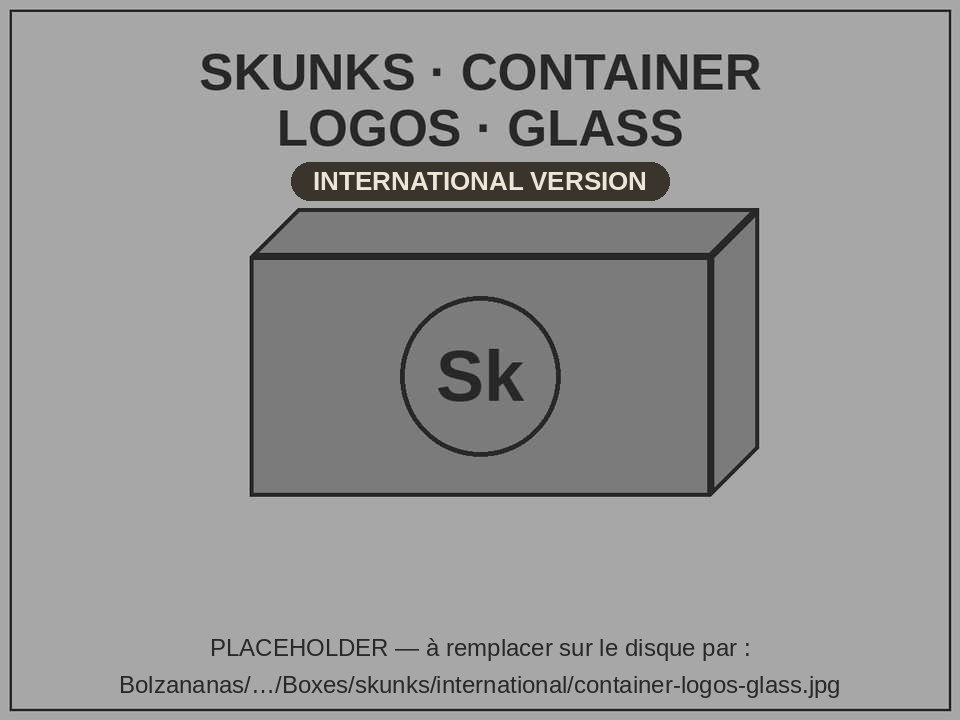 SKUNKS · CONTAINER
LOGOS · GLASS
INTERNATIONAL VERSION
Sk
PLACEHOLDER — à remplacer sur le disque par :
Bolzananas/…/Boxes/skunks/international/container-logos-glass.jpg